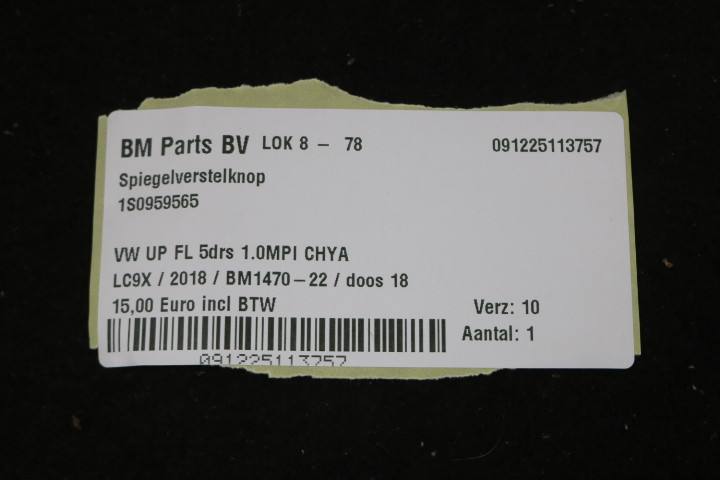 BM Parts BV LOK 8 - 78 091225113757
Spiegelverstelknop
1S0959565
VW UP FL 5drs 1.0MPI CHYA
LC9X / 2018 / BM1470-22 / doos 18
15,00 Euro incl BTW Verz: 10
Aantal: 1
091225113757